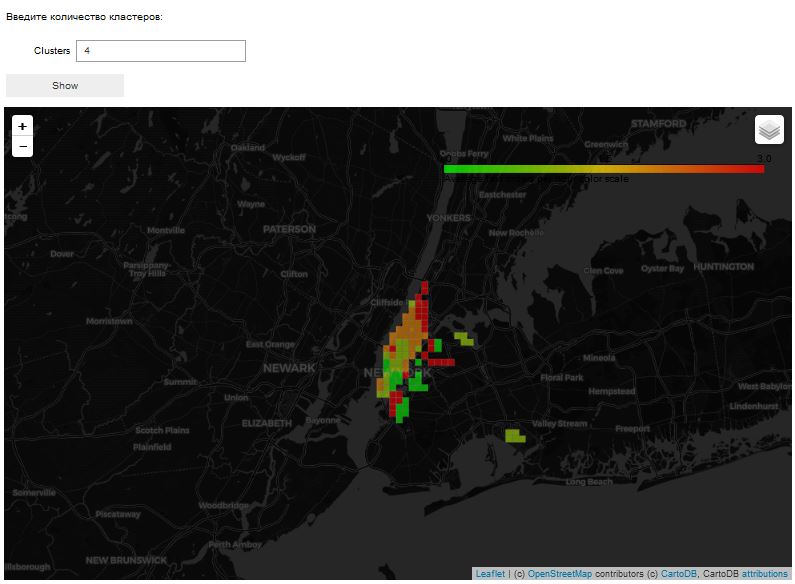 Введите количество кластеров:
Clusters 4
Show
+
−
STAMFORD
White Plains
Greenwich
Oakland
Wyckoff
Dobbs Ferry
3.0
Color scale
Eastchester
Wayne
YONKERS
Montville
PATERSON
New Rochelle
Dover
Parsippany-
Troy Hills
Clifton
Glen Cove
Oyster Bay
HUNTINGTON
Cliffside
Morristown
East Orange
Mineola
NEWARK
NEW YORK
Floral Park
Summit
Hempstead
West Babylon
Union
Lindenhurst
ELIZABETH
Bayonne
Valley Stream
Freeport
Scotch Plains
Plainfield
Long Beach
Somerville
Woodbridge
Piscataway
Perth Amboy
NEW BRUNSWICK
illsborough
Leaflet | (c) OpenStreetMap contributors (c) CartoDB, CartoDB attributions